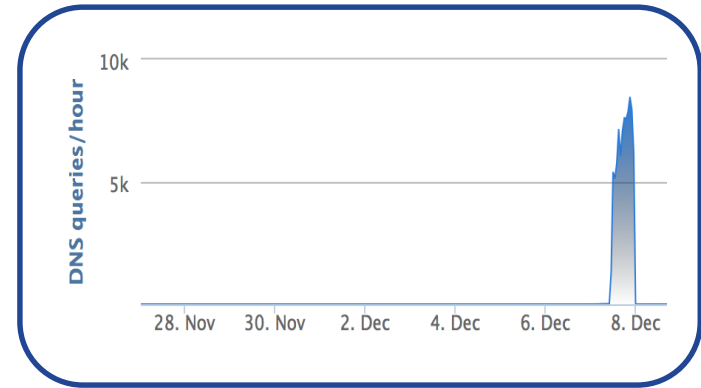 10k
DNS queries/hour
5k
28. Nov 30. Nov 2. Dec 4. Dec 6. Dec 8. Dec